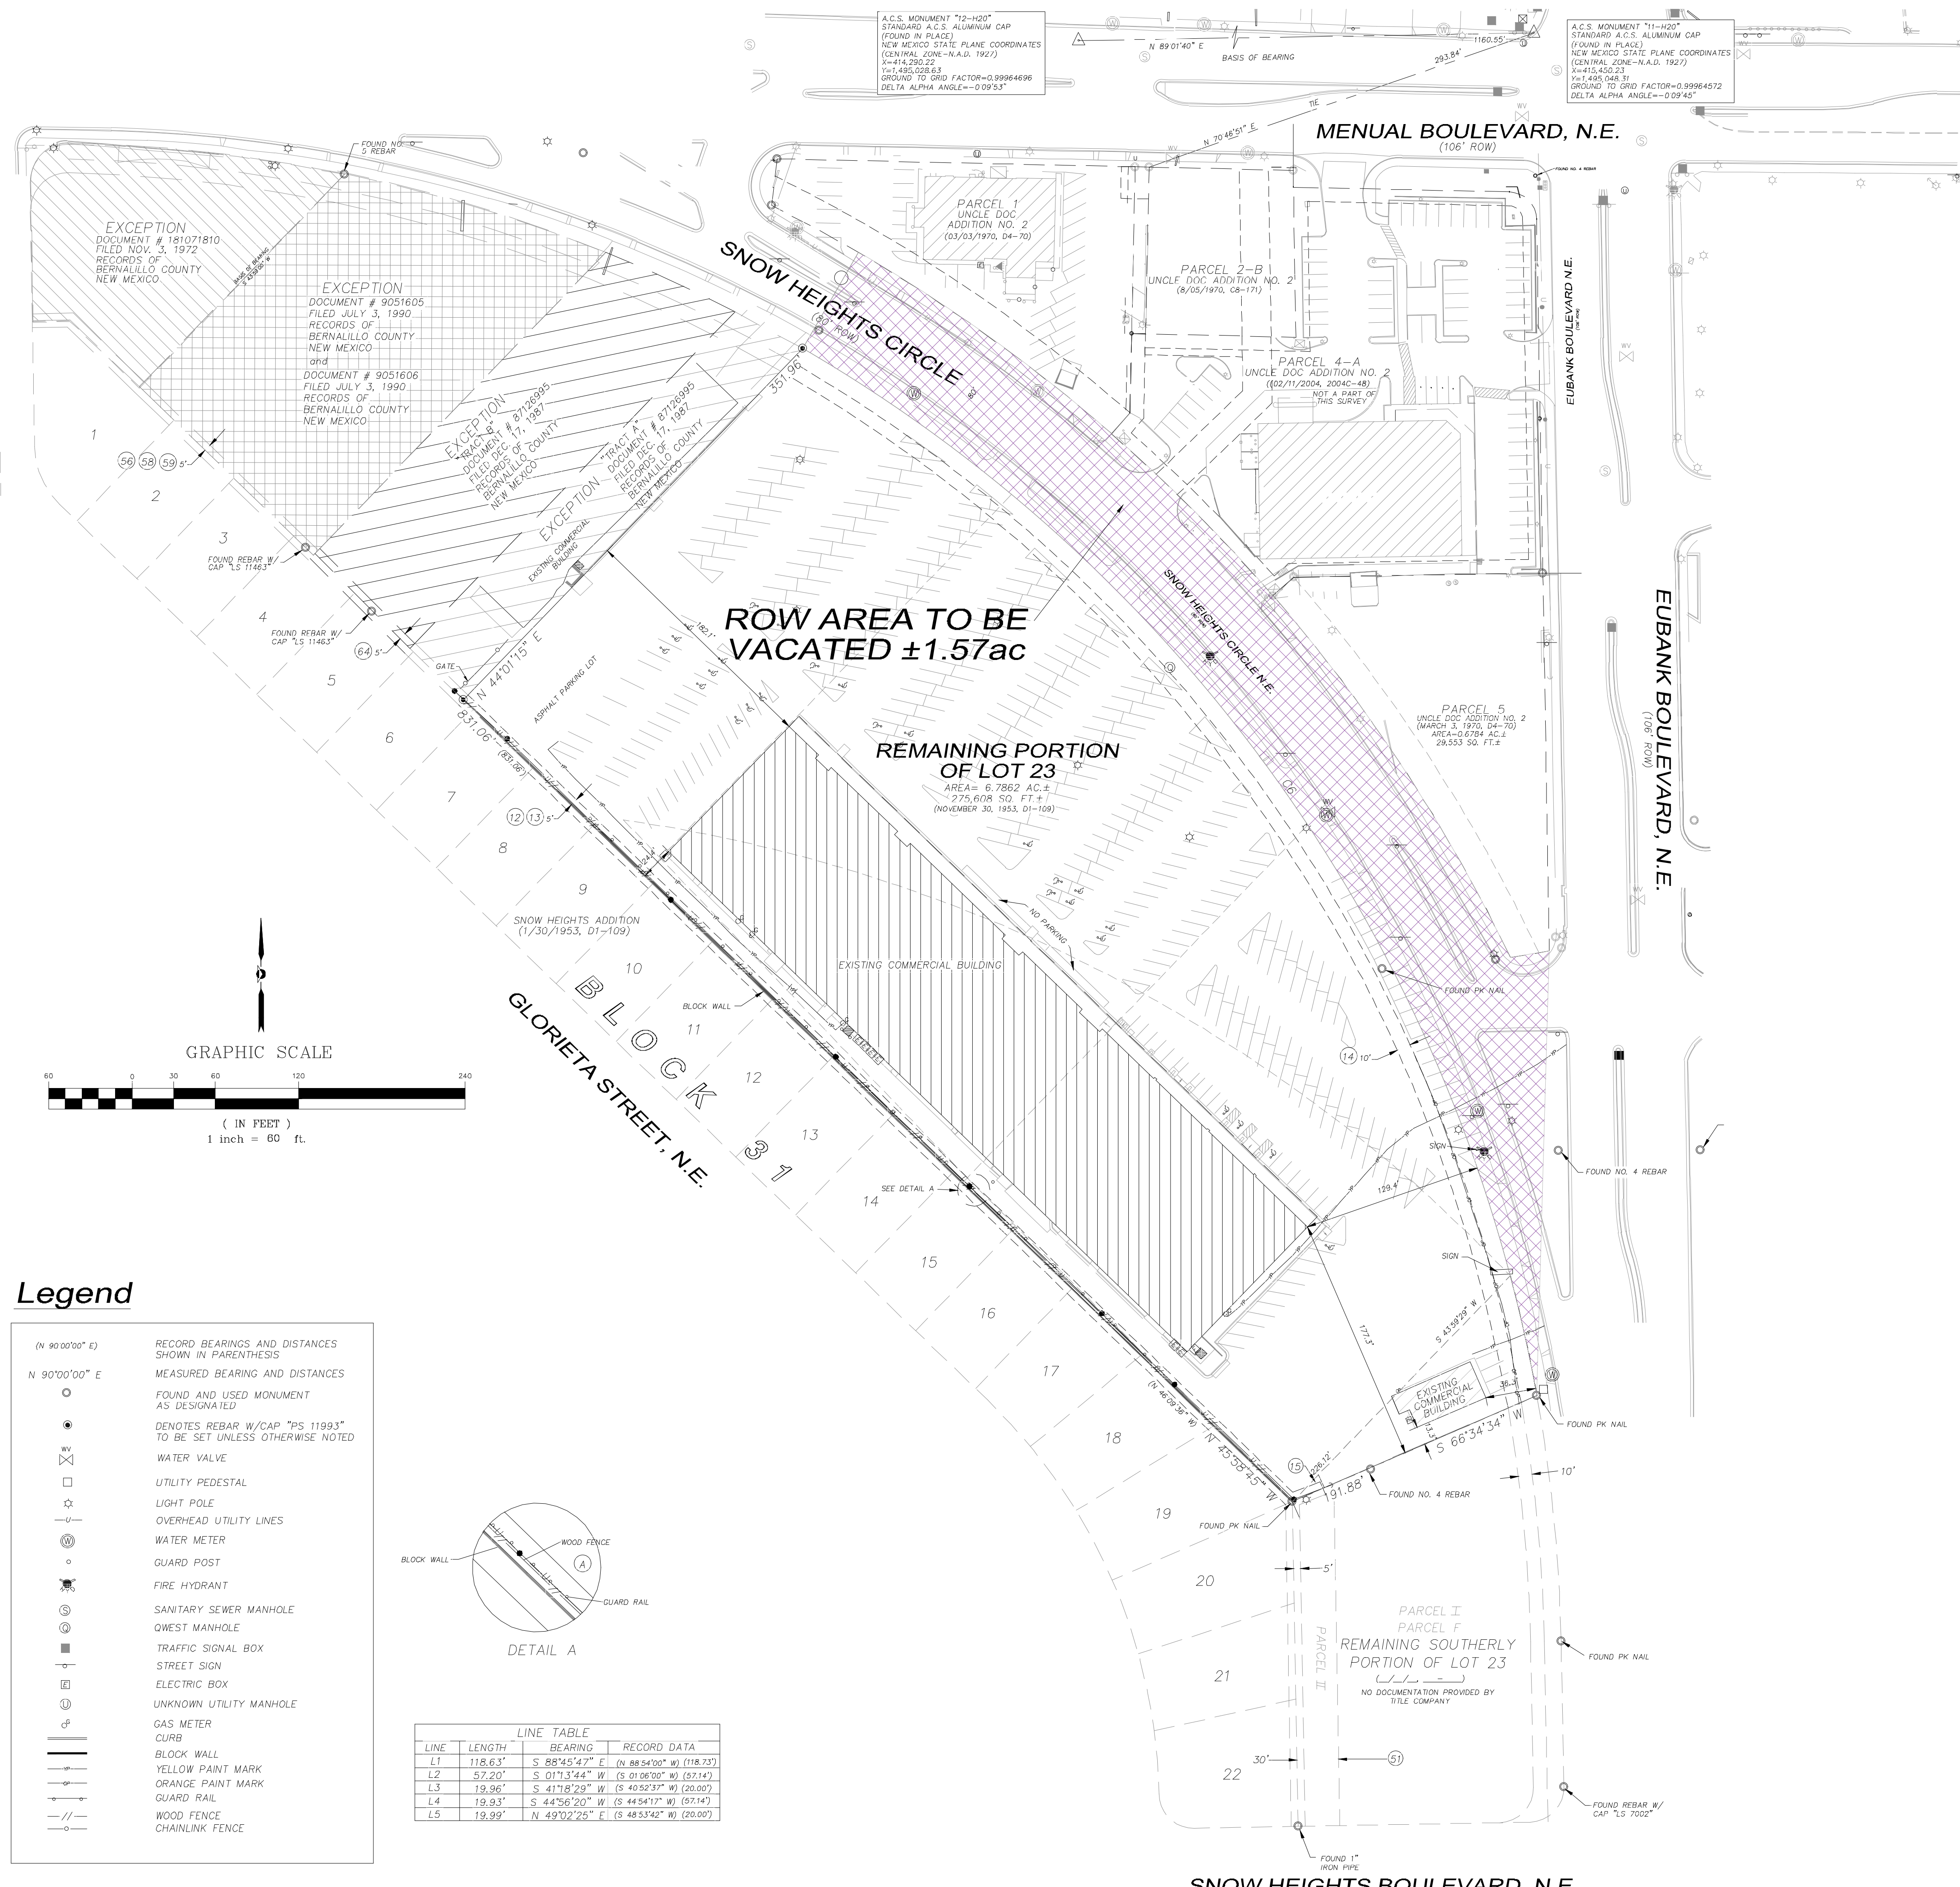 A.C.S. MONUMENT "12-H20"
STANDARD A.C.S. ALUMINUM CAP
(FOUND IN PLACE)
NEW MEXICO STATE PLANE COORDINATES
(CENTRAL ZONE-N.A.D. 1927)
X=414,290.22
Y=1,495,028.63
GROUND TO GRID FACTOR=0.99964696
DELTA ALPHA ANGLE=-0°09'53"
N 89°01'40" E
1160.55'
BASIS OF BEARING
293.84'
TIE
N 70°46'51" E
A.C.S. MONUMENT "11-H20"
STANDARD A.C.S. ALUMINUM CAP
(FOUND IN PLACE)
NEW MEXICO STATE PLANE COORDINATES
(CENTRAL ZONE-N.A.D. 1927)
X=415,450.23
Y=1,495,048.31
GROUND TO GRID FACTOR=0.99964572
DELTA ALPHA ANGLE=-0°09'45"
MENUAL BOULEVARD, N.E.
(106' ROW)
FOUND NO.
5 REBAR
FOUND NO. 4 REBAR
EXCEPTION
DOCUMENT # 181071810
FILED NOV. 3, 1972
RECORDS OF
BERNALILLO COUNTY
NEW MEXICO
BASIS OF BEARING
EXCEPTION
DOCUMENT # 9051605
FILED JULY 3, 1990
RECORDS OF
BERNALILLO COUNTY
NEW MEXICO
and
DOCUMENT # 9051606
FILED JULY 3, 1990
RECORDS OF
BERNALILLO COUNTY
NEW MEXICO
EXCEPTION
"TRACT B"
DOCUMENT # 87126995
FILED DEC. 17, 1987
RECORDS OF
BERNALILLO COUNTY
NEW MEXICO
EXCEPTION
"TRACT A"
DOCUMENT # 87126995
FILED DEC. 17, 1987
RECORDS OF
BERNALILLO COUNTY
NEW MEXICO
EXISTING COMMERCIAL
BUILDING
SNOW HEIGHTS CIRCLE
(80' ROW)
80'
351.96'
PARCEL 1
UNCLE DOC
ADDITION NO. 2
(03/03/1970, D4-70)
PARCEL 2-B
UNCLE DOC ADDITION NO. 2
(8/05/1970, C8-171)
PARCEL 4-A
UNCLE DOC ADDITION NO. 2
((02/11/2004, 2004C-48)
NOT A PART OF
THIS SURVEY
EUBANK BOULEVARD N.E.
EUBANK BOULEVARD, N.E.
(106' ROW)
SNOW HEIGHTS CIRCLE N.E.
PARCEL 5
UNCLE DOC ADDITION NO. 2
(MARCH 3, 1970, D4-70)
AREA=0.6784 AC.±
29,553 SQ. FT.±
ROW AREA TO BE
VACATED ±1.57ac
REMAINING PORTION
OF LOT 23
AREA= 6.7862 AC.±
275,608 SQ. FT.±
(NOVEMBER 30, 1953, D1-109)
1
56 58 59 5'
2
3
FOUND REBAR W/
CAP "LS 11463"
4
FOUND REBAR W/
CAP "LS 11463"
64 5'
5
GATE
N 44°01'15" E
ASPHALT PARKING LOT
182.1'
831.06'
(831.06)
6
7
12 13 5'
8
24.4'
9
SNOW HEIGHTS ADDITION
(1/30/1953, D1-109)
10
BLOCK WALL
11
12
13
BLOCK 31
GLORIETA STREET, N.E.
EXISTING COMMERCIAL BUILDING
NO PARKING
C6
FOUND PK NAIL
14 10'
SIGN
129.4'
FOUND NO. 4 REBAR
SEE DETAIL A
14
15
16
17
18
SIGN
S 43°59'29" W
177.3'
(N 46°09'36" W)
N 45°58'45" W
EXISTING
COMMERCIAL
BUILDING
36.3'
13.3'
S 66°34'34" W
FOUND PK NAIL
15
226.12'
191.88'
FOUND NO. 4 REBAR
10'
19
FOUND PK NAIL
20
5'
PARCEL I
PARCEL F
REMAINING SOUTHERLY
PORTION OF LOT 23
(_/_/_, _-_)
NO DOCUMENTATION PROVIDED BY
TITLE COMPANY
PARCEL II
FOUND PK NAIL
21
22
30'
51
FOUND REBAR W/
CAP "LS 7002"
FOUND 1"
IRON PIPE
SNOW HEIGHTS BOULEVARD, N.E.
GRAPHIC SCALE
60 0 30 60 120 240
( IN FEET )
1 inch = 60 ft.
Legend
(N 90°00'00" E) RECORD BEARINGS AND DISTANCES
SHOWN IN PARENTHESIS
N 90°00'00" E MEASURED BEARING AND DISTANCES
FOUND AND USED MONUMENT
AS DESIGNATED
DENOTES REBAR W/CAP "PS 11993"
TO BE SET UNLESS OTHERWISE NOTED
WV WATER VALVE
UTILITY PEDESTAL
LIGHT POLE
U OVERHEAD UTILITY LINES
W WATER METER
GUARD POST
FIRE HYDRANT
S SANITARY SEWER MANHOLE
Q QWEST MANHOLE
TRAFFIC SIGNAL BOX
STREET SIGN
E ELECTRIC BOX
U UNKNOWN UTILITY MANHOLE
G GAS METER
CURB
BLOCK WALL
YP YELLOW PAINT MARK
OP ORANGE PAINT MARK
GUARD RAIL
WOOD FENCE
CHAINLINK FENCE
BLOCK WALL
WOOD FENCE
A
GUARD RAIL
DETAIL A
LINE TABLE
LINE LENGTH BEARING RECORD DATA
L1 118.63' S 88°45'47" E (N 88°54'00" W) (118.73')
L2 57.20' S 01°13'44" W (S 01°06'00" W) (57.14')
L3 19.96' S 41°18'29" W (S 40°52'37" W) (20.00')
L4 19.93' S 44°56'20" W (S 44°54'17" W) (57.14')
L5 19.99' N 49°02'25" E (S 48°53'42" W) (20.00')